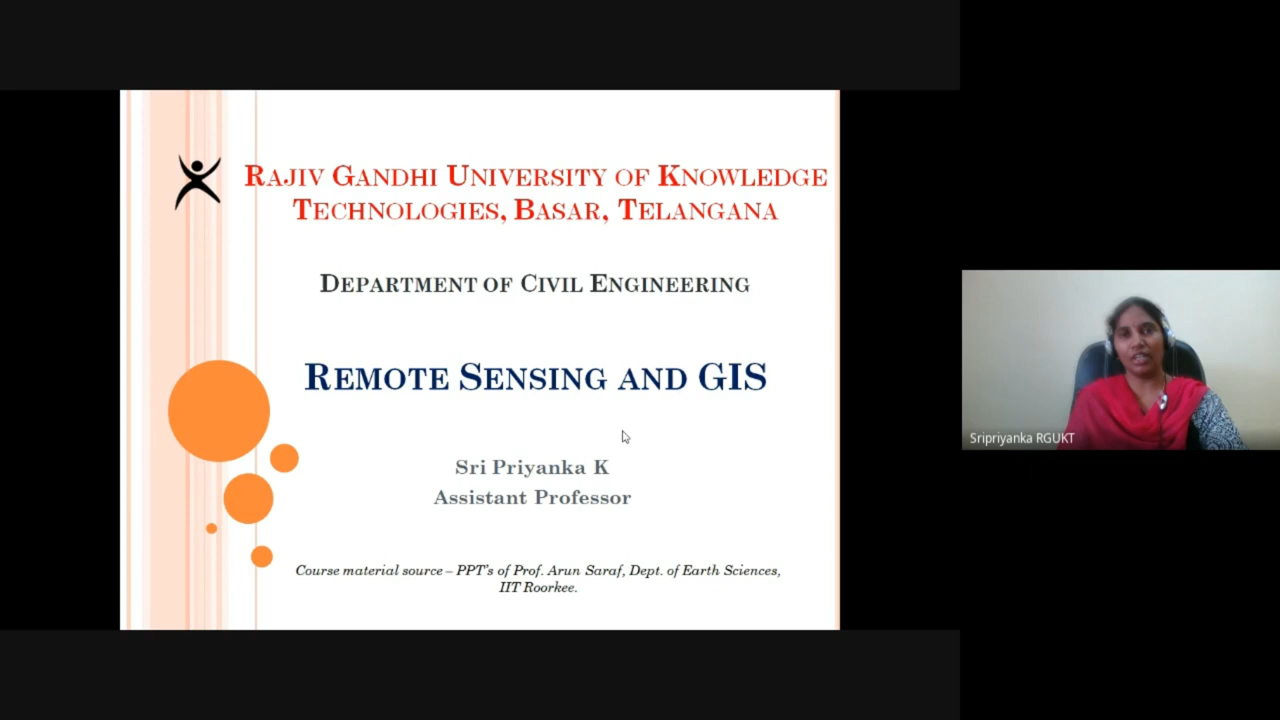 Rajiv Gandhi University of Knowledge
Technologies, Basar, Telangana
Department of Civil Engineering
Remote Sensing and GIS
Sri Priyanka K
Assistant Professor
Course material source – PPT's of Prof. Arun Saraf, Dept. of Earth Sciences,
IIT Roorkee.
Sripriyanka RGUKT